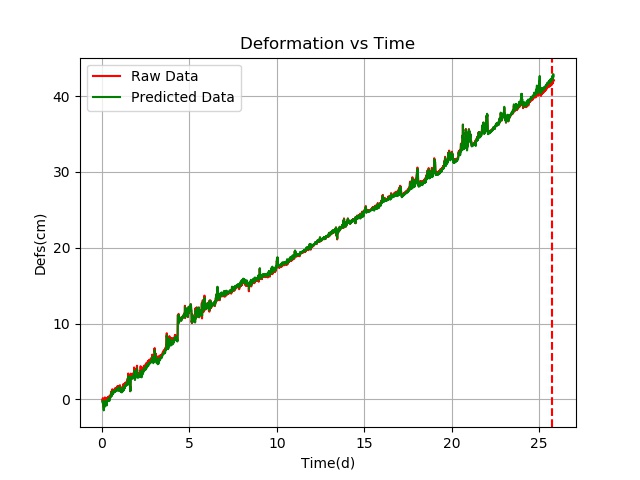 Deformation vs Time
Raw Data
Predicted Data
Defs(cm)
40
30
20
10
0
0 5 10 15 20 25
Time(d)